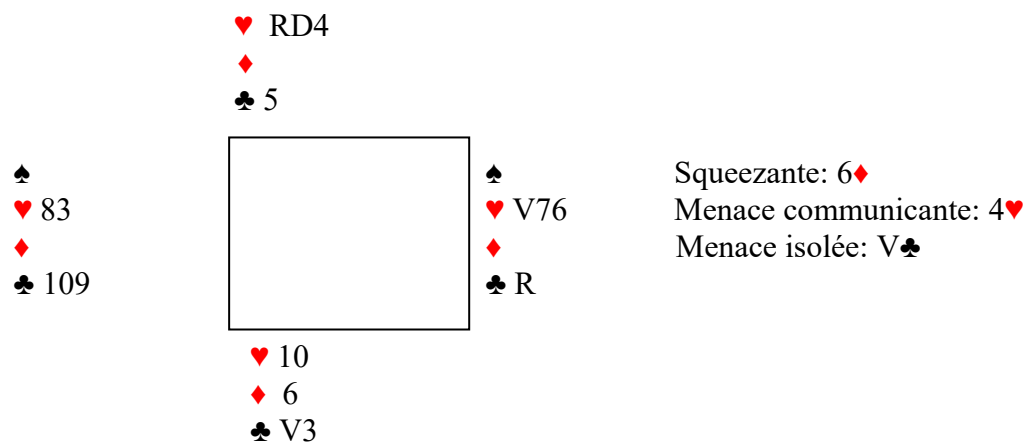 ♥ RD4
♦
♣ 5
♠
♥ 83
♦
♣ 109
♠
♥ V76
♦
♣ R
Squeezante: 6♦
Menace communicante: 4♥
Menace isolée: V♣
♥ 10
♦ 6
♣ V3